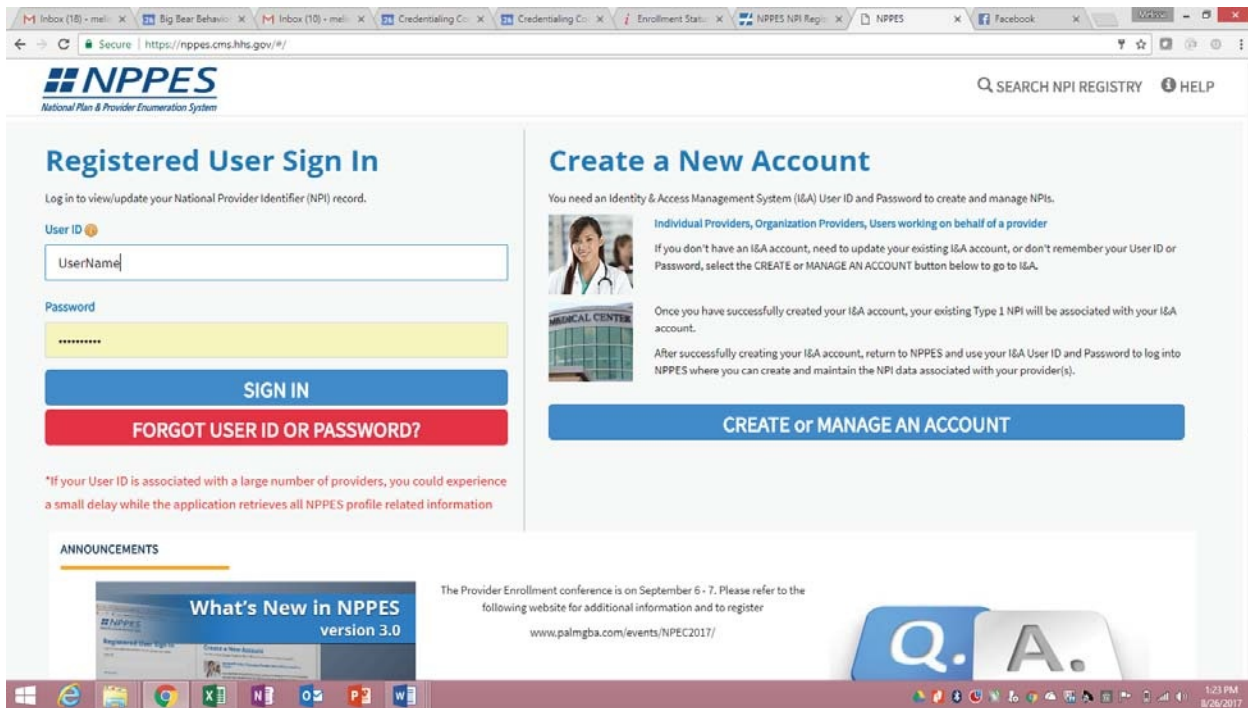 Inbox (18) - meli
Big Bear Behavio
Inbox (10) - meli
Credentialing Co
Credentialing Co
Enrollment Statu
NPPES NPI Regis
NPPES
Facebook
Secure | https://nppes.cms.hhs.gov/#/
NPPES
National Plan & Provider Enumeration System
SEARCH NPI REGISTRY
HELP
Registered User Sign In
Log in to view/update your National Provider Identifier (NPI) record.
User ID
UserName
Password
••••••••••
SIGN IN
FORGOT USER ID OR PASSWORD?
*If your User ID is associated with a large number of providers, you could experience
a small delay while the application retrieves all NPPES profile related information
Create a New Account
You need an Identity & Access Management System (I&A) User ID and Password to create and manage NPIs.
Individual Providers, Organization Providers, Users working on behalf of a provider
If you don't have an I&A account, need to update your existing I&A account, or don't remember your User ID or
Password, select the CREATE or MANAGE AN ACCOUNT button below to go to I&A.
MEDICAL CENTER
Once you have successfully created your I&A account, your existing Type 1 NPI will be associated with your I&A
account.
After successfully creating your I&A account, return to NPPES and use your I&A User ID and Password to log into
NPPES where you can create and maintain the NPI data associated with your provider(s).
CREATE or MANAGE AN ACCOUNT
ANNOUNCEMENTS
What's New in NPPES
version 3.0
NPPES
Registered User Sign In
Create a New Account
The Provider Enrollment conference is on September 6 - 7. Please refer to the
following website for additional information and to register
www.palmgba.com/events/NPEC2017/
Q. A.
1:23 PM
8/26/2017